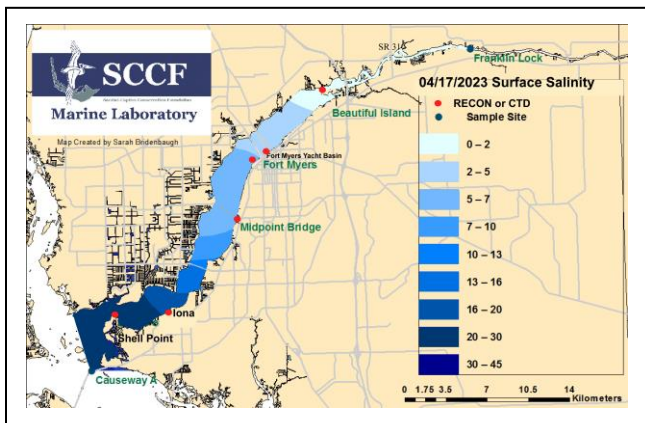 SCCF
Marine Laboratory
Map Created by Sarah Bridenbaugh
SR 31
I-75
Franklin Lock
04/17/2023 Surface Salinity
RECON or CTD
Sample Site
Beautiful Island
Fort Myers Yacht Basin
Fort Myers
Midpoint Bridge
Iona
Shell Point
Causeway A
0 – 2
2 – 5
5 – 7
7 – 10
10 – 13
13 – 16
16 – 20
20 – 30
30 – 45
0 1.75 3.5 7 10.5 14
Kilometers